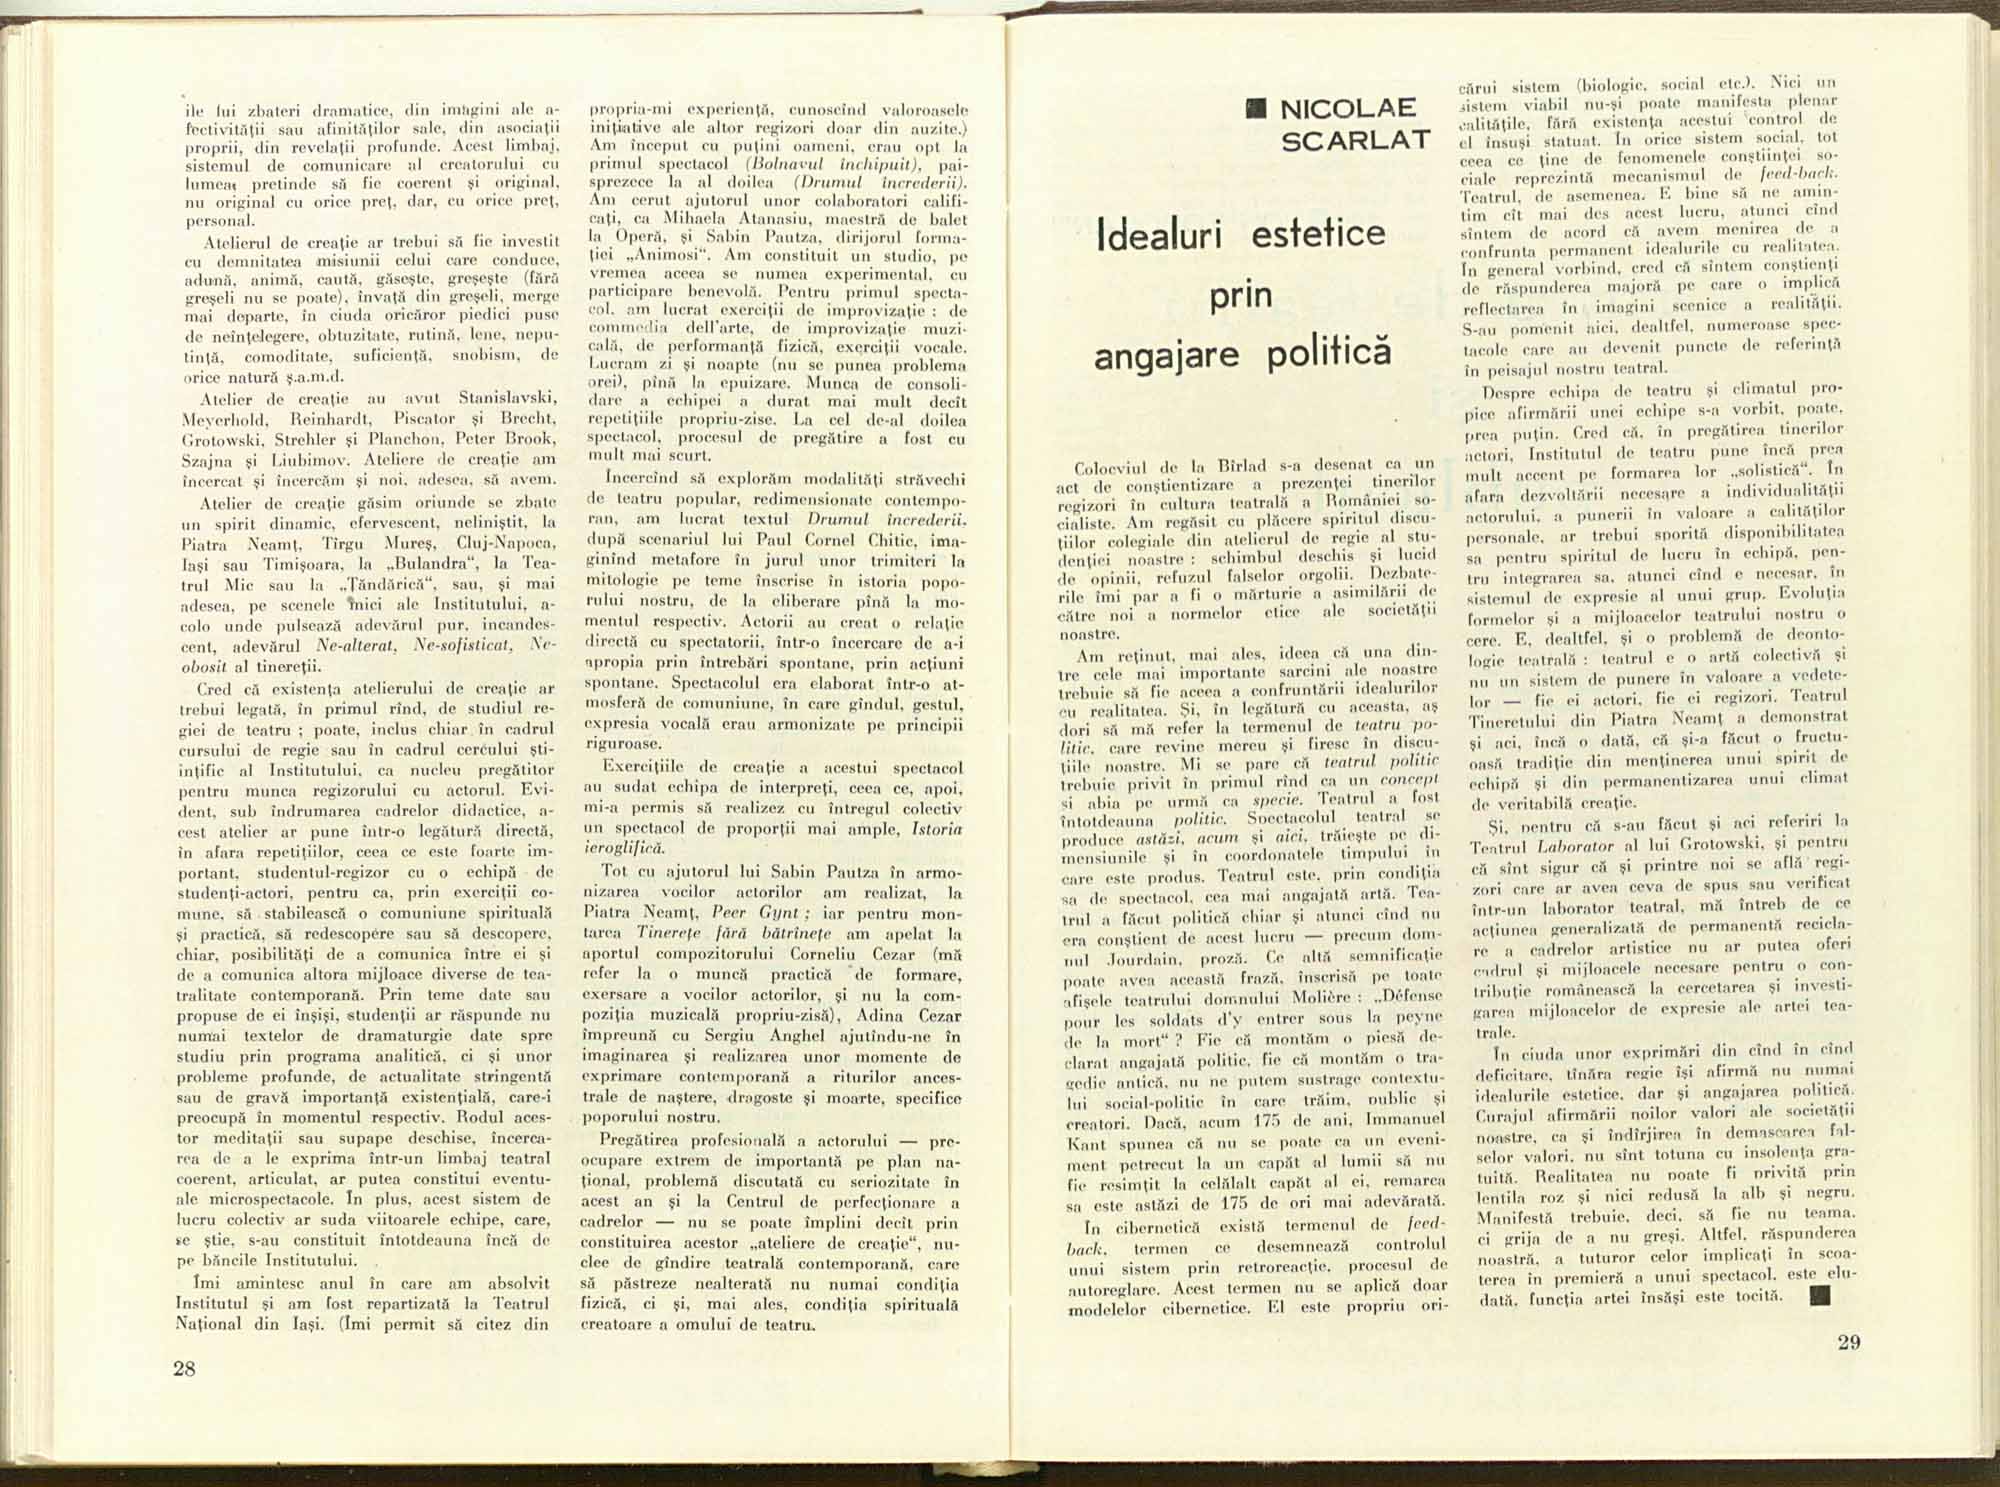 ile lui zbateri dramatice, din imagini ale a-
fectivității sau afinităților sale, din asociații
proprii, din revelații profunde. Acest limbaj,
sistemul de comunicare al creatorului cu
lumea, pretinde să fie coerent și original,
nu original cu orice preț, dar, cu orice preț,
personal.
Atelierul de creație ar trebui să fie investit
cu demnitatea misiunii celui care conduce,
adună, animă, caută, găsește, greșește (fără
greșeli nu se poate), învață din greșeli, merge
mai departe, în ciuda oricăror piedici puse
de neînțelegere, obtuzitate, rutină, lene, nepu-
tință, comoditate, suficiență, snobism, de
orice natură ș.a.m.d.
Atelier de creație au avut Stanislavski,
Meyerhold, Reinhardt, Piscator și Brecht,
Grotowski, Strehler și Planchon, Peter Brook,
Szajna și Liubimov. Ateliere de creație am
încercat și încercăm și noi, adesea, să avem.
Atelier de creație găsim oriunde se zbate
un spirit dinamic, efervescent, neliniștit, la
Piatra Neamț, Tîrgu Mureș, Cluj-Napoca,
Iași sau Timișoara, la „Bulandra“, la Tea-
trul Mic sau la „Țăndărică“, sau, și mai
adesea, pe scenele mici ale Institutului, a-
colo unde pulsează adevărul pur, incandes-
cent, adevărul Ne-alterat, Ne-sofisticat, Ne-
obosit al tinereții.
Cred că existența atelierului de creație ar
trebui legată, în primul rînd, de studiul re-
giei de teatru ; poate, inclus chiar în cadrul
cursului de regie sau în cadrul cercului ști-
ințific al Institutului, ca nucleu pregătitor
pentru munca regizorului cu actorul. Evi-
dent, sub îndrumarea cadrelor didactice, a-
cest atelier ar pune într-o legătură directă,
în afara repetițiilor, ceea ce este foarte im-
portant, studentul-regizor cu o echipă de
studenți-actori, pentru ca, prin exerciții co-
mune, să stabilească o comuniune spirituală
și practică, să redescopere sau să descopere,
chiar, posibilități de a comunica între ei și
de a comunica altora mijloace diverse de tea-
tralitate contemporană. Prin teme date sau
propuse de ei înșiși, studenții ar răspunde nu
numai textelor de dramaturgie date spre
studiu prin programa analitică, ci și unor
probleme profunde, de actualitate stringentă
sau de gravă importanță existențială, care-i
preocupă în momentul respectiv. Rodul aces-
tor meditații sau supape deschise, încerca-
rea de a le exprima într-un limbaj teatral
coerent, articulat, ar putea constitui eventu-
ale microspectacole. În plus, acest sistem de
lucru colectiv ar suda viitoarele echipe, care,
se știe, s-au constituit întotdeauna încă de
pe băncile Institutului.
Îmi amintesc anul în care am absolvit
Institutul și am fost repartizată la Teatrul
Național din Iași. (Îmi permit să citez din
propria-mi experiență, cunoscînd valoroasele
inițiative ale altor regizori doar din auzite.)
Am început cu puțini oameni, erau opt la
primul spectacol (Bolnavul închipuit), pai-
sprezece la al doilea (Drumul încrederii).
Am cerut ajutorul unor colaboratori califi-
cați, ca Mihaela Atanasiu, maestră de balet
la Operă, și Sabin Pautza, dirijorul forma-
ției „Animosi“. Am constituit un studio, pe
vremea aceea se numea experimental, cu
participare benevolă. Pentru primul specta-
col, am lucrat exerciții de improvizație : de
commedia dell'arte, de improvizație muzi-
cală, de performanță fizică, exerciții vocale.
Lucram zi și noapte (nu se punea problema
orei), pînă la epuizare. Munca de consoli-
dare a echipei a durat mai mult decît
repetițiile propriu-zise. La cel de-al doilea
spectacol, procesul de pregătire a fost cu
mult mai scurt.
Încercînd să explorăm modalități străvechi
de teatru popular, redimensionate contempo-
ran, am lucrat textul Drumul încrederii,
după scenariul lui Paul Cornel Chitic, ima-
ginînd metafore în jurul unor trimiteri la
mitologie pe teme înscrise în istoria popo-
rului nostru, de la eliberare pînă la mo-
mentul respectiv. Actorii au creat o relație
directă cu spectatorii, într-o încercare de a-i
apropia prin întrebări spontane, prin acțiuni
spontane. Spectacolul era elaborat într-o at-
mosferă de comuniune, în care gîndul, gestul,
expresia vocală erau armonizate pe principii
riguroase.
Exercițiile de creație a acestui spectacol
au sudat echipa de interpreți, ceea ce, apoi,
mi-a permis să realizez cu întregul colectiv
un spectacol de proporții mai ample, Istoria
ieroglifică.
Tot cu ajutorul lui Sabin Pautza în armo-
nizarea vocilor actorilor am realizat, la
Piatra Neamț, Peer Gynt ; iar pentru mon-
tarea Tinerețe fără bătrînețe am apelat la
aportul compozitorului Corneliu Cezar (mă
refer la o muncă practică de formare,
exersare a vocilor actorilor, și nu la com-
poziția muzicală propriu-zisă), Adina Cezar
împreună cu Sergiu Anghel ajutîndu-ne în
imaginarea și realizarea unor momente de
exprimare contemporană a riturilor ances-
trale de naștere, dragoste și moarte, specifice
poporului nostru.
Pregătirea profesională a actorului — pre-
ocupare extrem de importantă pe plan na-
țional, problemă discutată cu seriozitate în
acest an și la Centrul de perfecționare a
cadrelor — nu se poate împlini decît prin
constituirea acestor „ateliere de creație“, nu-
clee de gîndire teatrală contemporană, care
să păstreze nealterată nu numai condiția
fizică, ci și, mai ales, condiția spirituală
creatoare a omului de teatru.
28
■ NICOLAE
SCARLAT
Idealuri estetice
prin
angajare politică
Colocviul de la Bîrlad s-a desenat ca un
act de conștientizare a prezenței tinerilor
regizori în cultura teatrală a României so-
cialiste. Am regăsit cu plăcere spiritul discu-
țiilor colegiale din atelierul de regie al stu-
denției noastre : schimbul deschis și lucid
de opinii, refuzul falselor orgolii. Dezbate-
rile îmi par a fi o mărturie a asimilării de
către noi a normelor etice ale societății
noastre.
Am reținut, mai ales, ideea că una din-
tre cele mai importante sarcini ale noastre
trebuie să fie aceea a confruntării idealurilor
cu realitatea. Și, în legătură cu aceasta, aș
dori să mă refer la termenul de teatru po-
litic, care revine mereu și firesc în discu-
țiile noastre. Mi se pare că teatrul politic
trebuie privit în primul rînd ca un concept
și abia pe urmă ca specie. Teatrul a fost
întotdeauna politic. Spectacolul teatral se
produce astăzi, acum și aici, trăiește pe di-
mensiunile și în coordonatele timpului în
care este produs. Teatrul este, prin condiția
sa de spectacol, cea mai angajată artă. Tea-
trul a făcut politică chiar și atunci cînd nu
era conștient de acest lucru — precum dom-
nul Jourdain, proză. Ce altă semnificație
poate avea această frază, înscrisă pe toate
afișele teatrului domnului Molière : „Défense
pour les soldats d'y entrer sous la peyne
de la mort“ ? Fie că montăm o piesă de-
clarat angajată politic, fie că montăm o tra-
gedie antică, nu ne putem sustrage contextu-
lui social-politic în care trăim, public și
creatori. Dacă, acum 175 de ani, Immanuel
Kant spunea că nu se poate ca un eveni-
ment petrecut la un capăt al lumii să nu
fie resimțit la celălalt capăt al ei, remarca
sa este astăzi de 175 de ori mai adevărată.
În cibernetică există termenul de feed-
back, termen ce desemnează controlul
unui sistem prin retroreacție, procesul de
autoreglare. Acest termen nu se aplică doar
modelelor cibernetice. El este propriu ori-
cărui sistem (biologic, social etc.). Nici un
sistem viabil nu-și poate manifesta plenar
calitățile, fără existența acestui control de
el însuși statuat. În orice sistem social, tot
ceea ce ține de fenomenele conștiinței so-
ciale reprezintă mecanismul de feed-back.
Teatrul, de asemenea. E bine să ne amin-
tim cît mai des acest lucru, atunci cînd
sîntem de acord că avem menirea de a
confrunta permanent idealurile cu realitatea.
În general vorbind, cred că sîntem conștienți
de răspunderea majoră pe care o implică
reflectarea în imagini scenice a realității.
S-au pomenit aici, dealtfel, numeroase spec-
tacole care au devenit puncte de referință
în peisajul nostru teatral.
Despre echipa de teatru și climatul pro-
pice afirmării unei echipe s-a vorbit, poate,
prea puțin. Cred că, în pregătirea tinerilor
actori, Institutul de teatru pune încă prea
mult accent pe formarea lor „solistică“. În
afara dezvoltării necesare a individualității
actorului, a punerii în valoare a calităților
personale, ar trebui sporită disponibilitatea
sa pentru spiritul de lucru în echipă, pen-
tru integrarea sa, atunci cînd e necesar, în
sistemul de expresie al unui grup. Evoluția
formelor și a mijloacelor teatrului nostru o
cere. E, dealtfel, și o problemă de deonto-
logie teatrală : teatrul e o artă colectivă și
nu un sistem de punere în valoare a vedete-
lor — fie ei actori, fie ei regizori. Teatrul
Tineretului din Piatra Neamț a demonstrat
și aci, încă o dată, că și-a făcut o fructu-
oasă tradiție din menținerea unui spirit de
echipă și din permanentizarea unui climat
de veritabilă creație.
Și, pentru că s-au făcut și aci referiri la
Teatrul Laborator al lui Grotowski, și pentru
că sînt sigur că și printre noi se află regi-
zori care ar avea ceva de spus sau verificat
într-un laborator teatral, mă întreb de ce
acțiunea generalizată de permanentă recicla-
re a cadrelor artistice nu ar putea oferi
cadrul și mijloacele necesare pentru o con-
tribuție românească la cercetarea și investi-
garea mijloacelor de expresie ale artei tea-
trale.
În ciuda unor exprimări din cînd în cînd
deficitare, tînăra regie își afirmă nu numai
idealurile estetice, dar și angajarea politică.
Curajul afirmării noilor valori ale societății
noastre, ca și îndîrjirea în demascarea fal-
selor valori, nu sînt totuna cu insolența gra-
tuită. Realitatea nu poate fi privită prin
lentila roz și nici redusă la alb și negru.
Manifestă trebuie, deci, să fie nu teama,
ci grija de a nu greși. Altfel, răspunderea
noastră, a tuturor celor implicați în scoa-
terea în premieră a unui spectacol, este elu-
dată, funcția artei însăși este tocită. ■
29